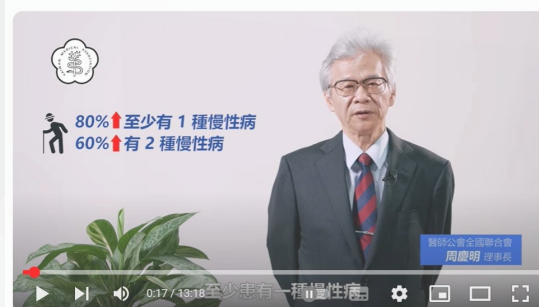 80%至少有 1 種慢性病
60%有 2 種慢性病
醫師公會全國聯合會
周慶明 理事長
0:17 / 13:18
至少患有一種慢性病